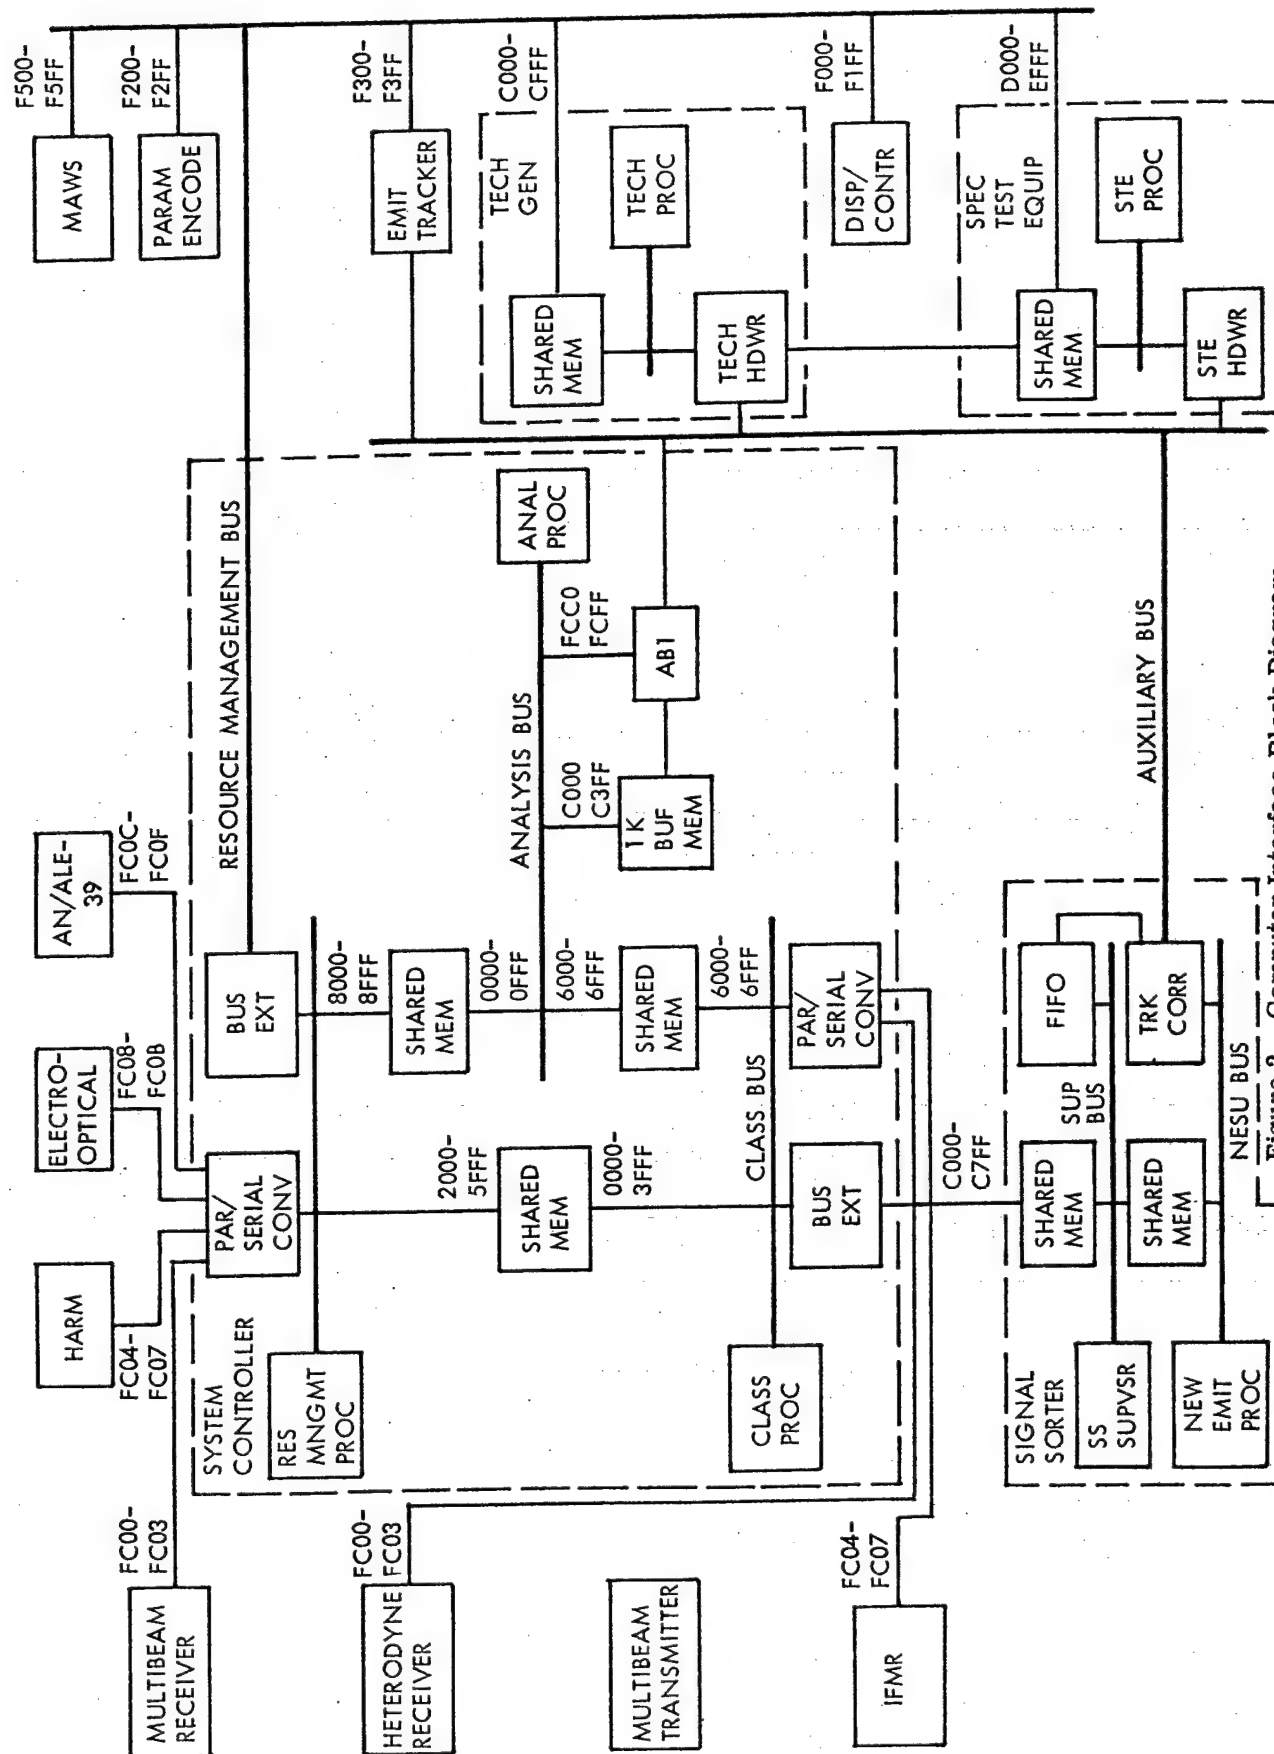 MULTIBEAM
RECEIVER
FC00-
FC03
HARM
FC04-
FC07
ELECTRO-
OPTICAL
FC08-
FC0B
AN/ALE-
39
FC0C-
FC0F
MAWS
F500-
F5FF
PARAM
ENCODE
F200-
F2FF
SYSTEM
CONTROLLER
PAR/
SERIAL
CONV
BUS
EXT
RESOURCE MANAGEMENT BUS
RES
MNGMT
PROC
HETERODYNE
RECEIVER
FC00-
FC03
2000-
5FFF
8000-
8FFF
SHARED
MEM
0000-
0FFF
EMIT
TRACKER
F300-
F3FF
SHARED
MEM
0000-
3FFF
6000-
6FFF
ANALYSIS BUS
C000
C3FF
FCC0
FCFF
ANAL
PROC
TECH
GEN
C000-
CFFF
SHARED
MEM
TECH
PROC
TECH
HDWR
MULTIBEAM
TRANSMITTER
SHARED
MEM
6000-
6FFF
1K
BUF
MEM
AB1
CLASS BUS
CLASS
PROC
BUS
EXT
PAR/
SERIAL
CONV
DISP/
CONTR
F000-
F1FF
IFMR
FC04-
FC07
C000-
C7FF
SPEC
TEST
EQUIP
D000-
EFFF
SHARED
MEM
STE
PROC
STE
HDWR
SIGNAL
SORTER
SHARED
MEM
FIFO
SS
SUPVSR
SUP
BUS
SHARED
MEM
TRK
CORR
AUXILIARY BUS
NEW
EMIT
PROC
NESU BUS
Figure 2. Computer Interface Block Diagram